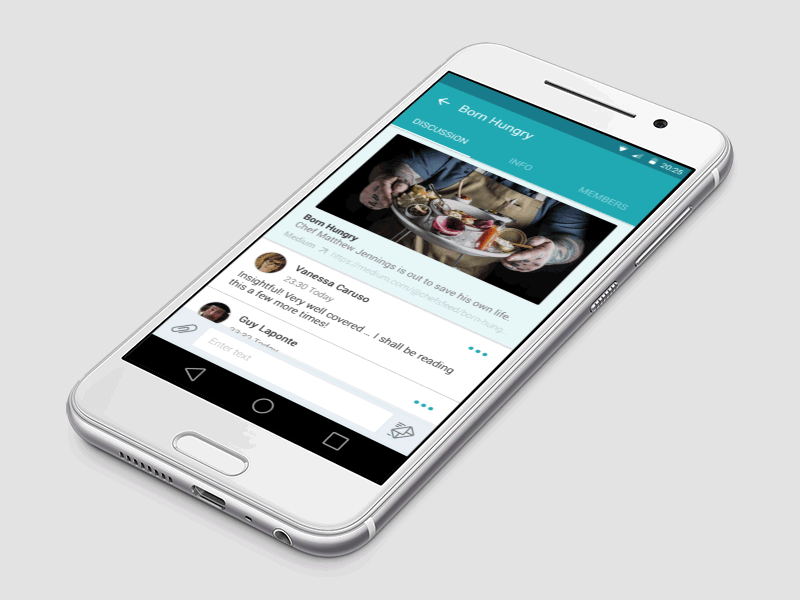 20:25
Born Hungry
DISCUSSION
INFO
MEMBERS
Born Hungry
Chef Matthew Jennings is out to save his own life.
Medium https://medium.com/@chefsfeed/born-hung..
Vanessa Caruso
23:30 Today
Insightful! Very well covered... I shall be reading
this a few more times!
Guy Laponte
Today
Enter text